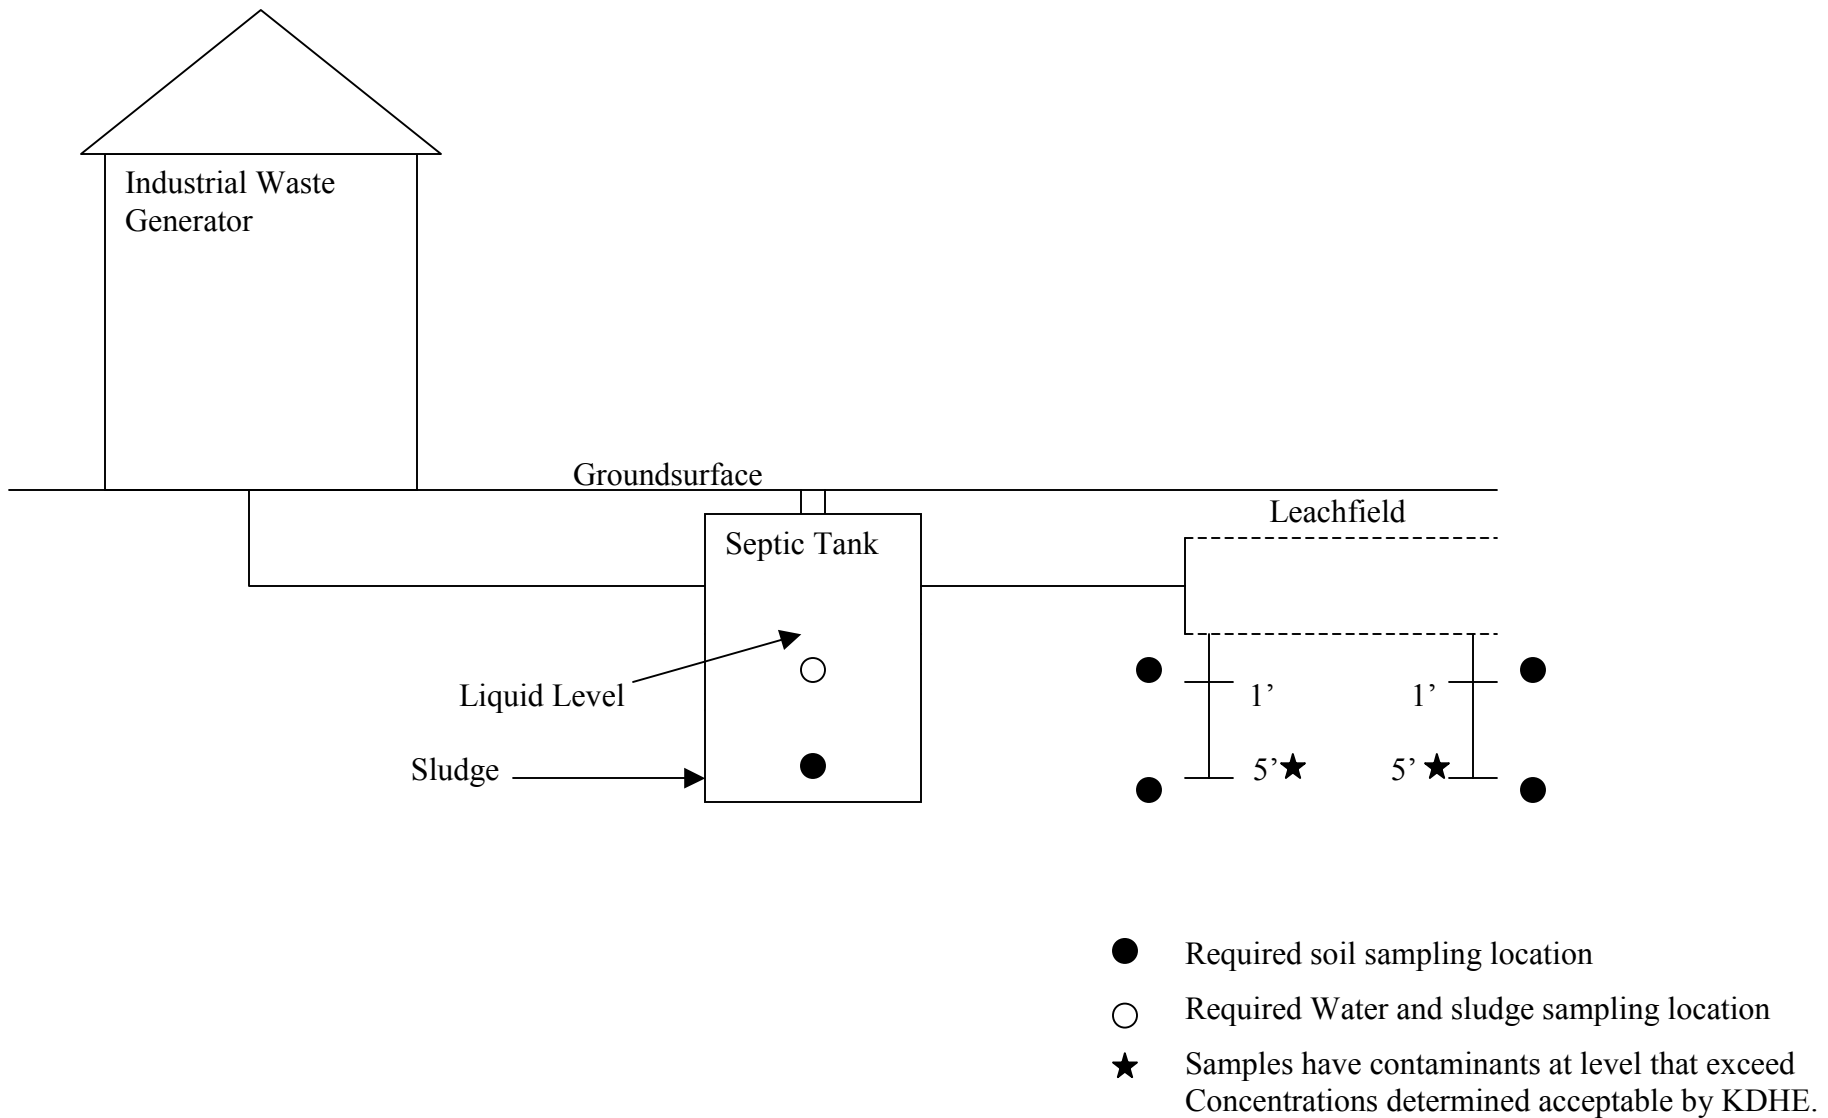 Industrial Waste
Generator
Groundsurface
Leachfield
Septic Tank
Liquid Level
1’
1’
Sludge
5’
5’
Required soil sampling location
Required Water and sludge sampling location
Samples have contaminants at level that exceed
Concentrations determined acceptable by KDHE.